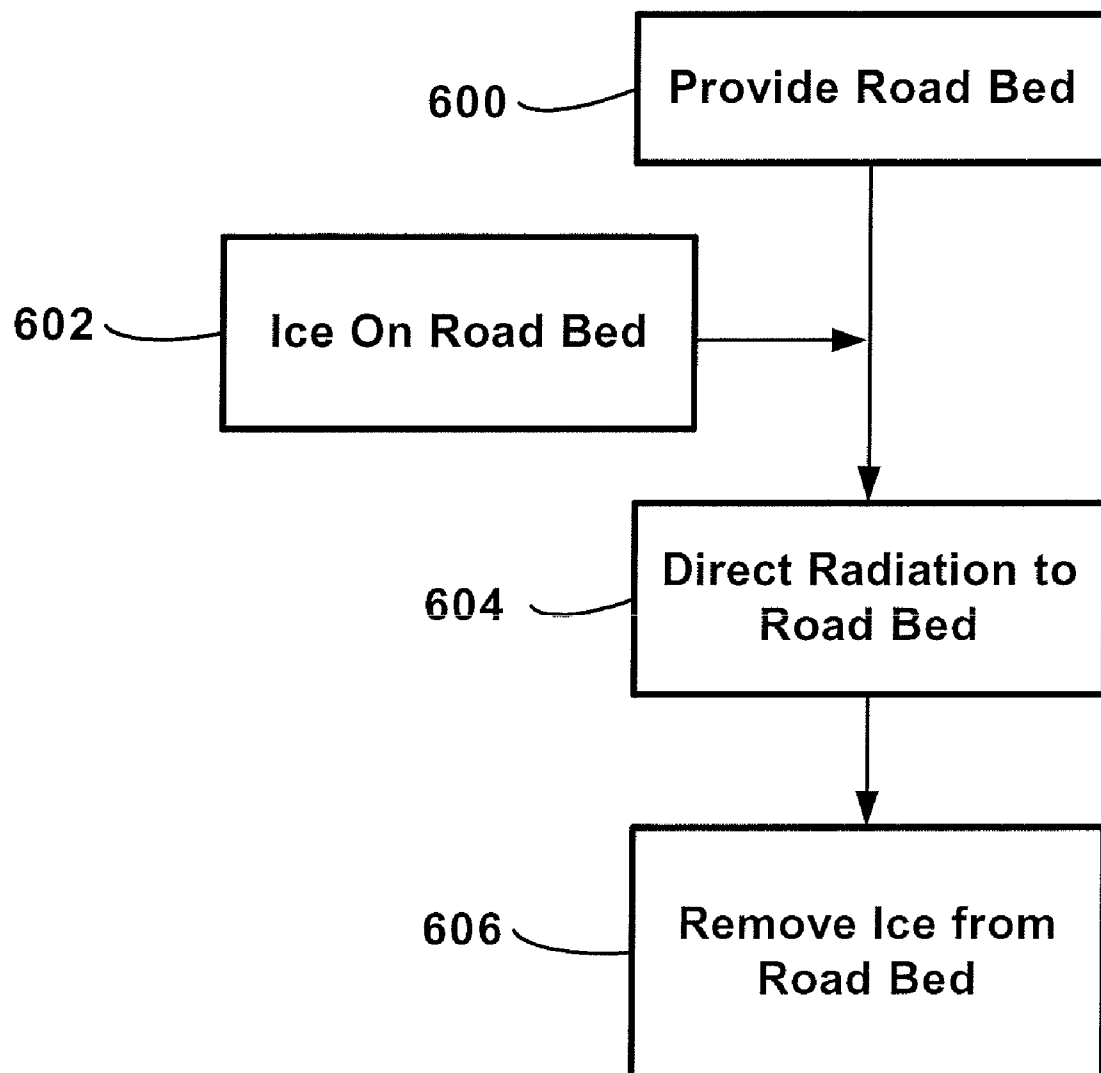 600
Provide Road Bed
602
Ice On Road Bed
604
Direct Radiation to
Road Bed
606
Remove Ice from
Road Bed